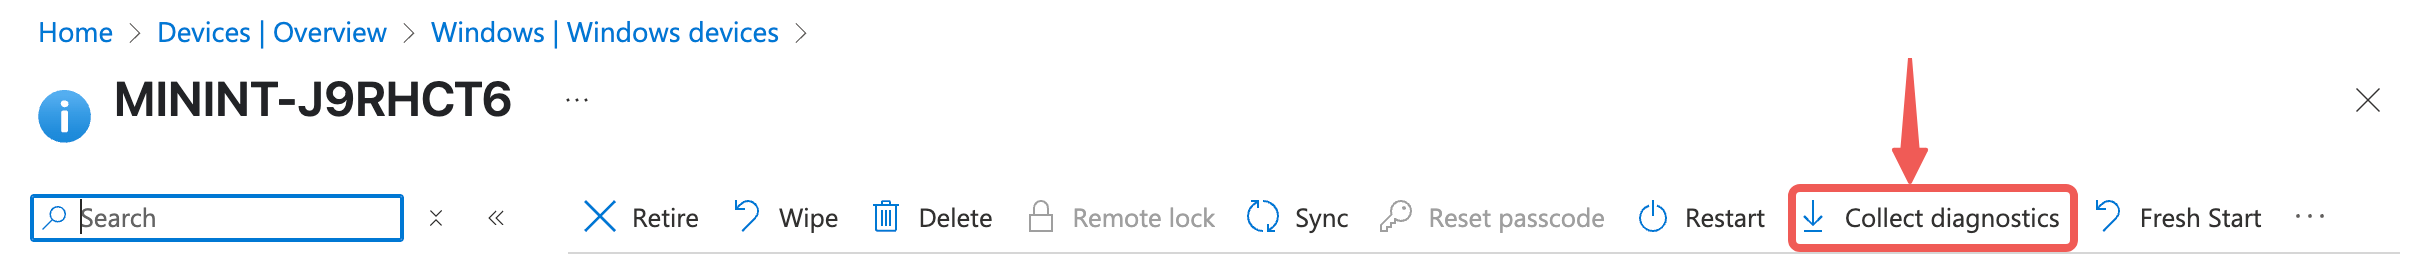 Home > Devices | Overview > Windows | Windows devices >
MININT-J9RHCT6 ...
Search
Retire Wipe Delete Remote lock Sync Reset passcode Restart Collect diagnostics Fresh Start ...